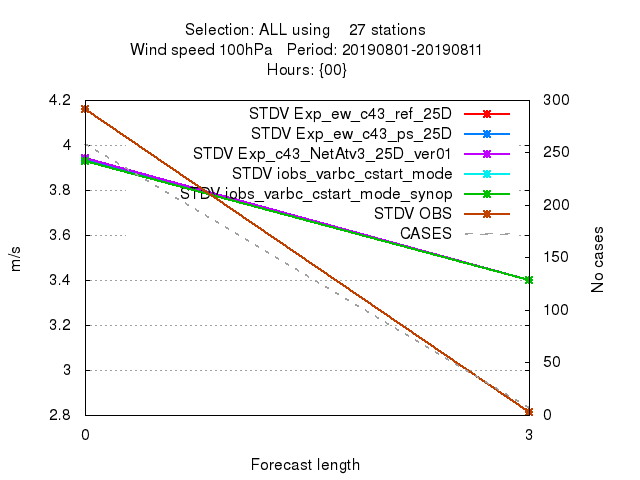 Selection: ALL using    27 stations
Wind speed 100hPa   Period: 20190801-20190811
Hours: {00}
4.2
4
3.8
3.6
3.4
3.2
3
2.8
m/s
STDV Exp_ew_c43_ref_25D
STDV Exp_ew_c43_ps_25D
STDV Exp_c43_NetAtv3_25D_ver01
STDV iobs_varbc_cstart_mode
STDV iobs_varbc_cstart_mode_synop
STDV OBS
CASES
300
250
200
150
100
50
0
No cases
0
3
Forecast length